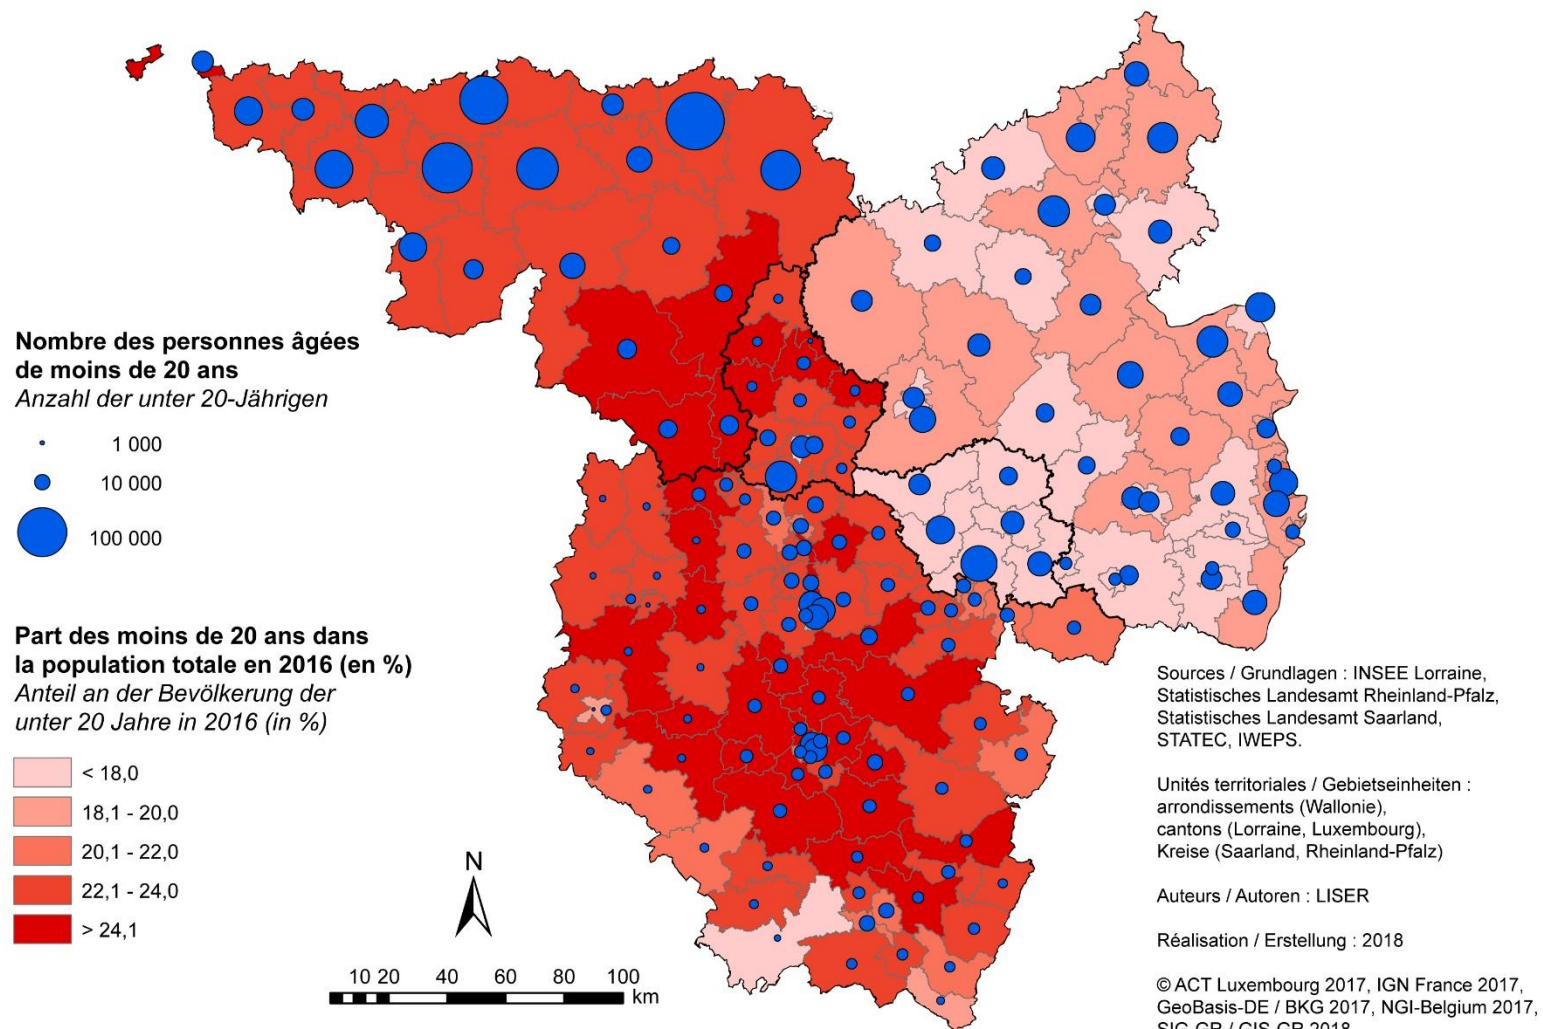 Nombre des personnes âgées
de moins de 20 ans
Anzahl der unter 20-Jährigen
1 000
10 000
100 000
Part des moins de 20 ans dans
la population totale en 2016 (en %)
Anteil an der Bevölkerung der
unter 20 Jahre in 2016 (in %)
< 18,0
18,1 - 20,0
20,1 - 22,0
22,1 - 24,0
> 24,1
N
10 20 40 60 80 100
km
Sources / Grundlagen : INSEE Lorraine,
Statistisches Landesamt Rheinland-Pfalz,
Statistisches Landesamt Saarland,
STATEC, IWEPS.
Unités territoriales / Gebietseinheiten :
arrondissements (Wallonie),
cantons (Lorraine, Luxembourg),
Kreise (Saarland, Rheinland-Pfalz)
Auteurs / Autoren : LISER
Réalisation / Erstellung : 2018
© ACT Luxembourg 2017, IGN France 2017,
GeoBasis-DE / BKG 2017, NGI-Belgium 2017,
SIG-GR / GIS-GR 2018